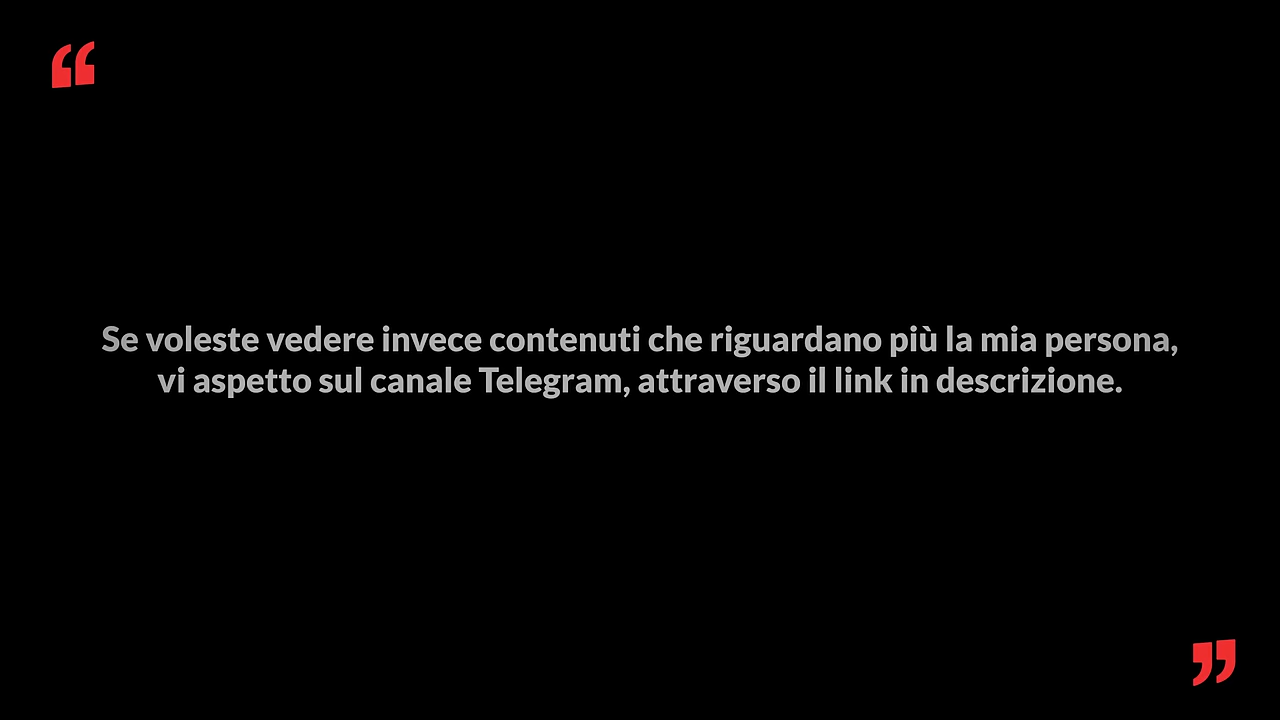 “
Se voleste vedere invece contenuti che riguardano più la mia persona,
vi aspetto sul canale Telegram, attraverso il link in descrizione.
”